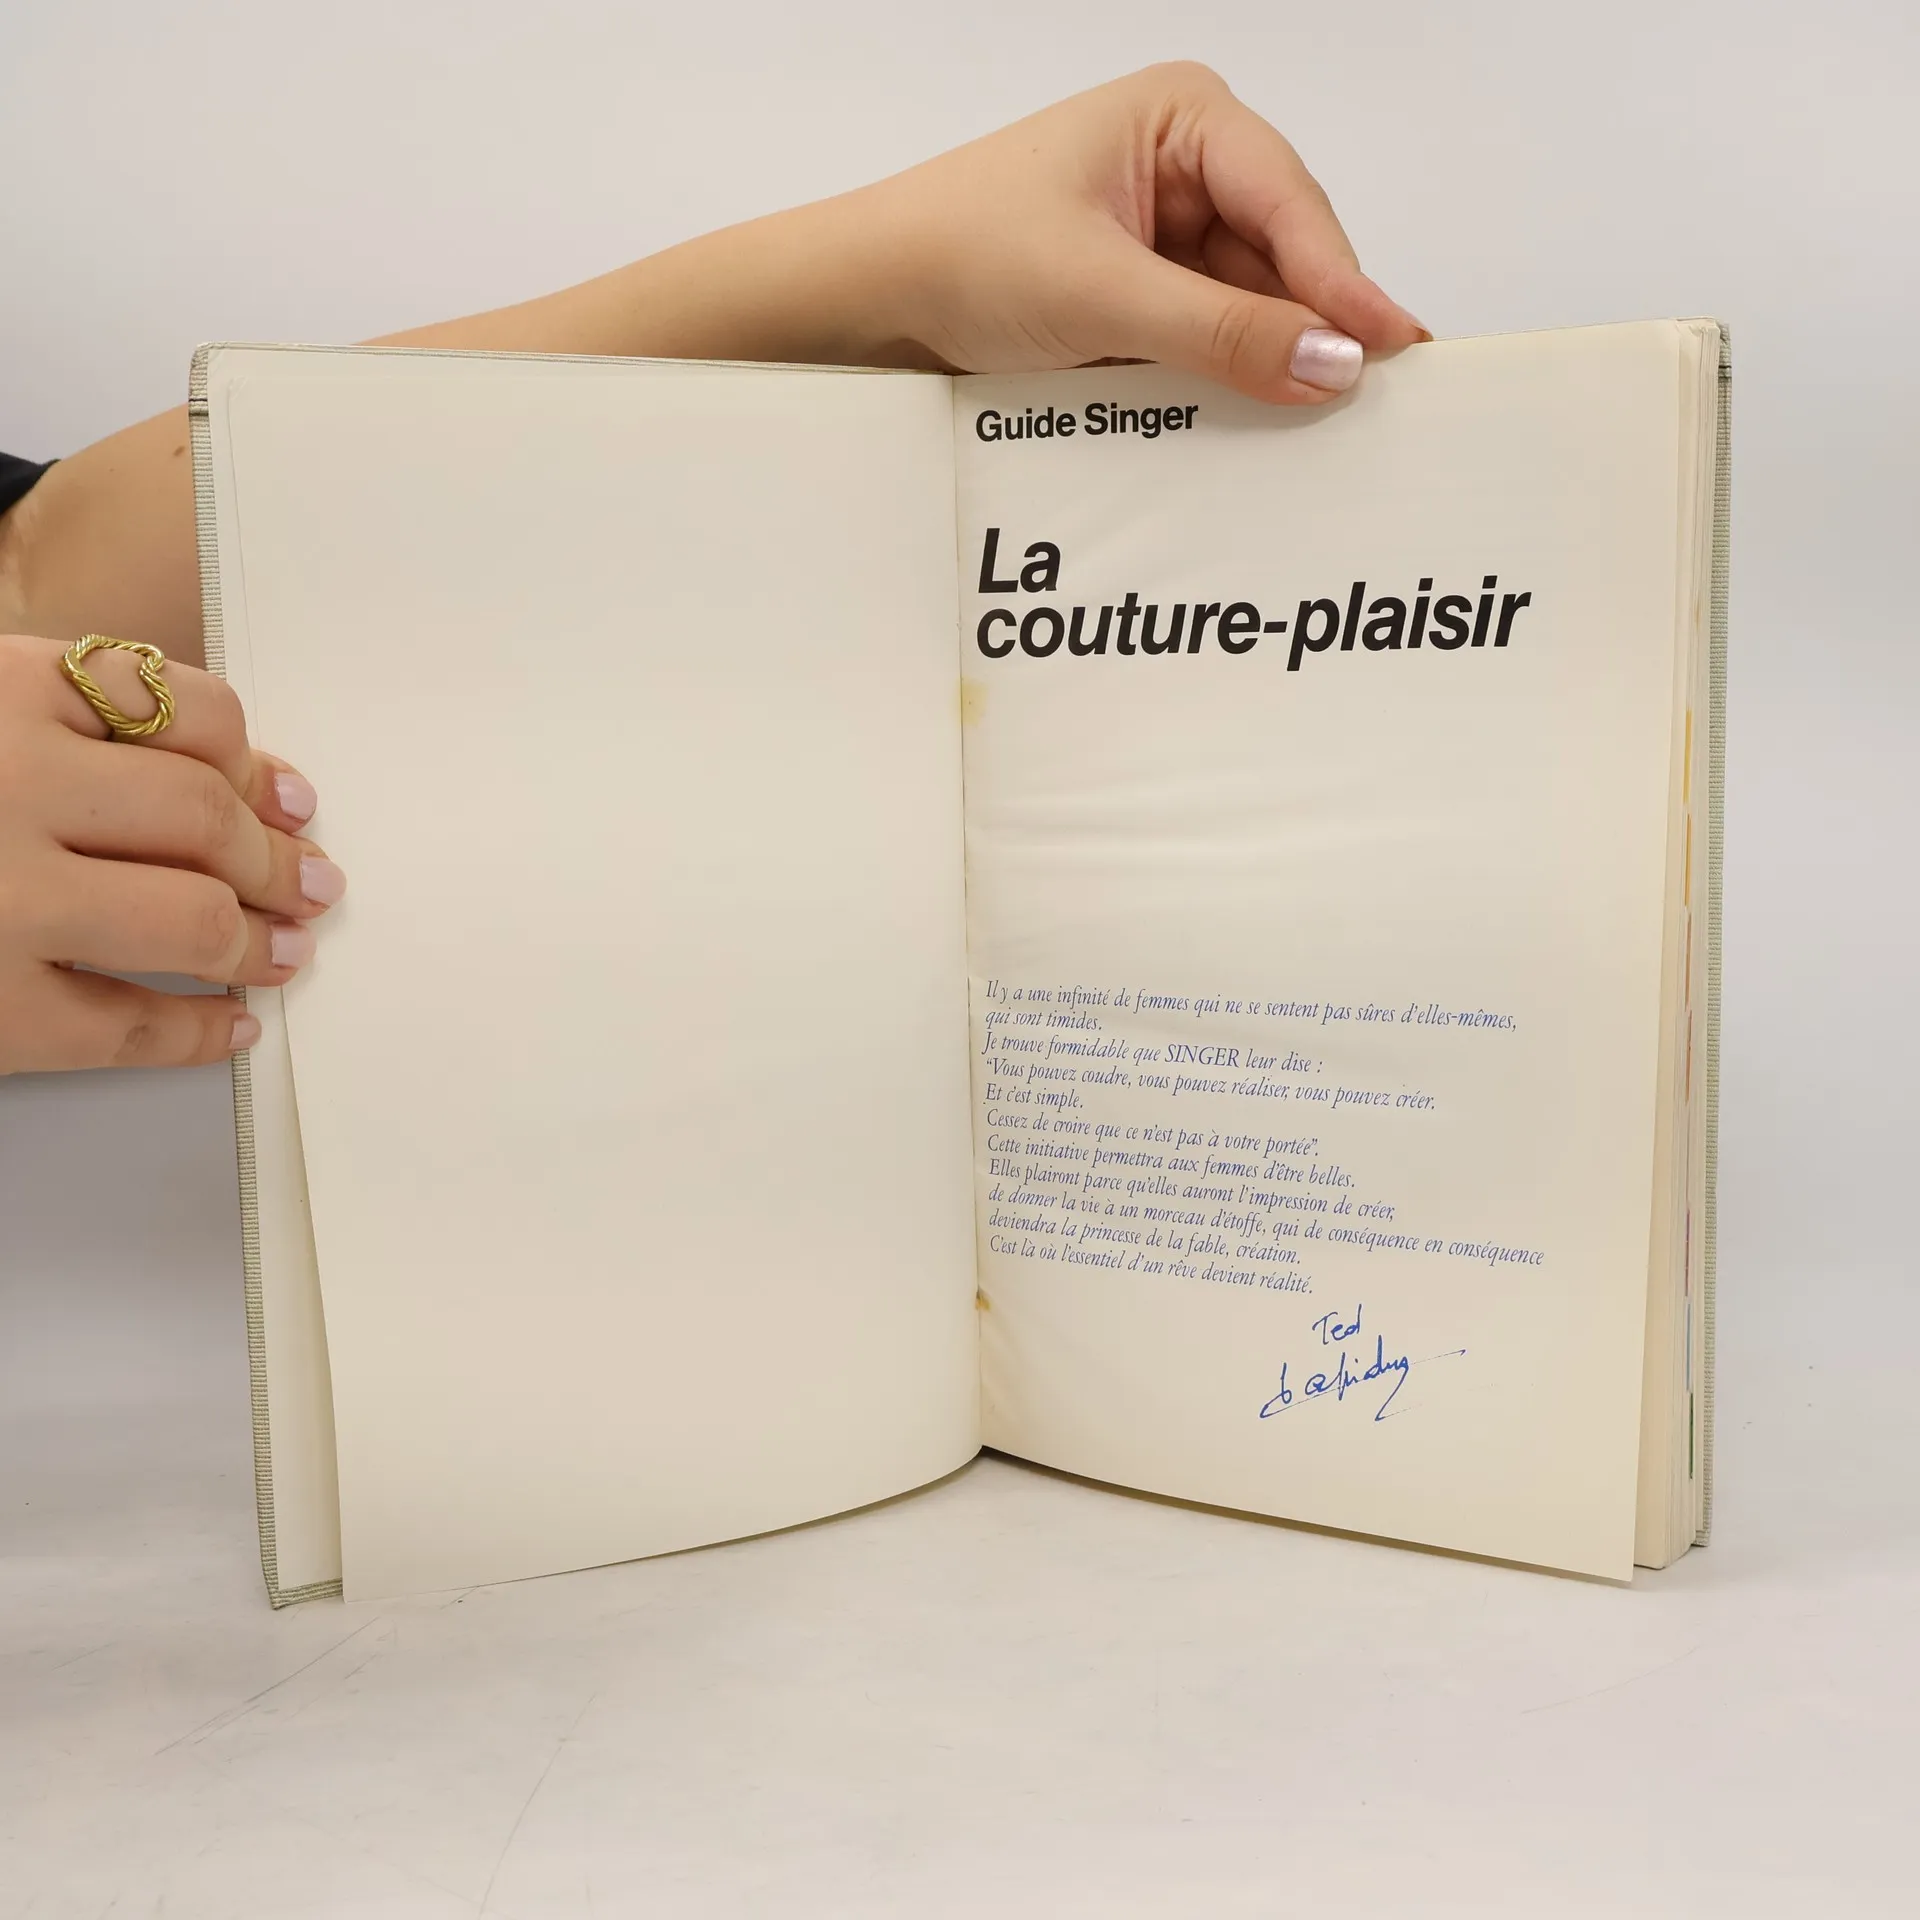 Guide Singer
La
couture-plaisir
Il y a une infinité de femmes qui ne se sentent pas sûres d'elles-mêmes,
qui sont timides.
Je trouve formidable que SINGER leur dise :
"Vous pouvez coudre, vous pouvez réaliser, vous pouvez créer.
Et c'est simple.
Cessez de croire que ce n'est pas à votre portée".
Cette initiative permettra aux femmes d'être belles.
Elles plairont parce qu'elles auront l'impression de créer,
de donner la vie à un morceau d'étoffe, qui de conséquence en conséquence
deviendra la princesse de la fable, création.
C'est là où l'essentiel d'un rêve devient réalité.
Ted
Lapidus